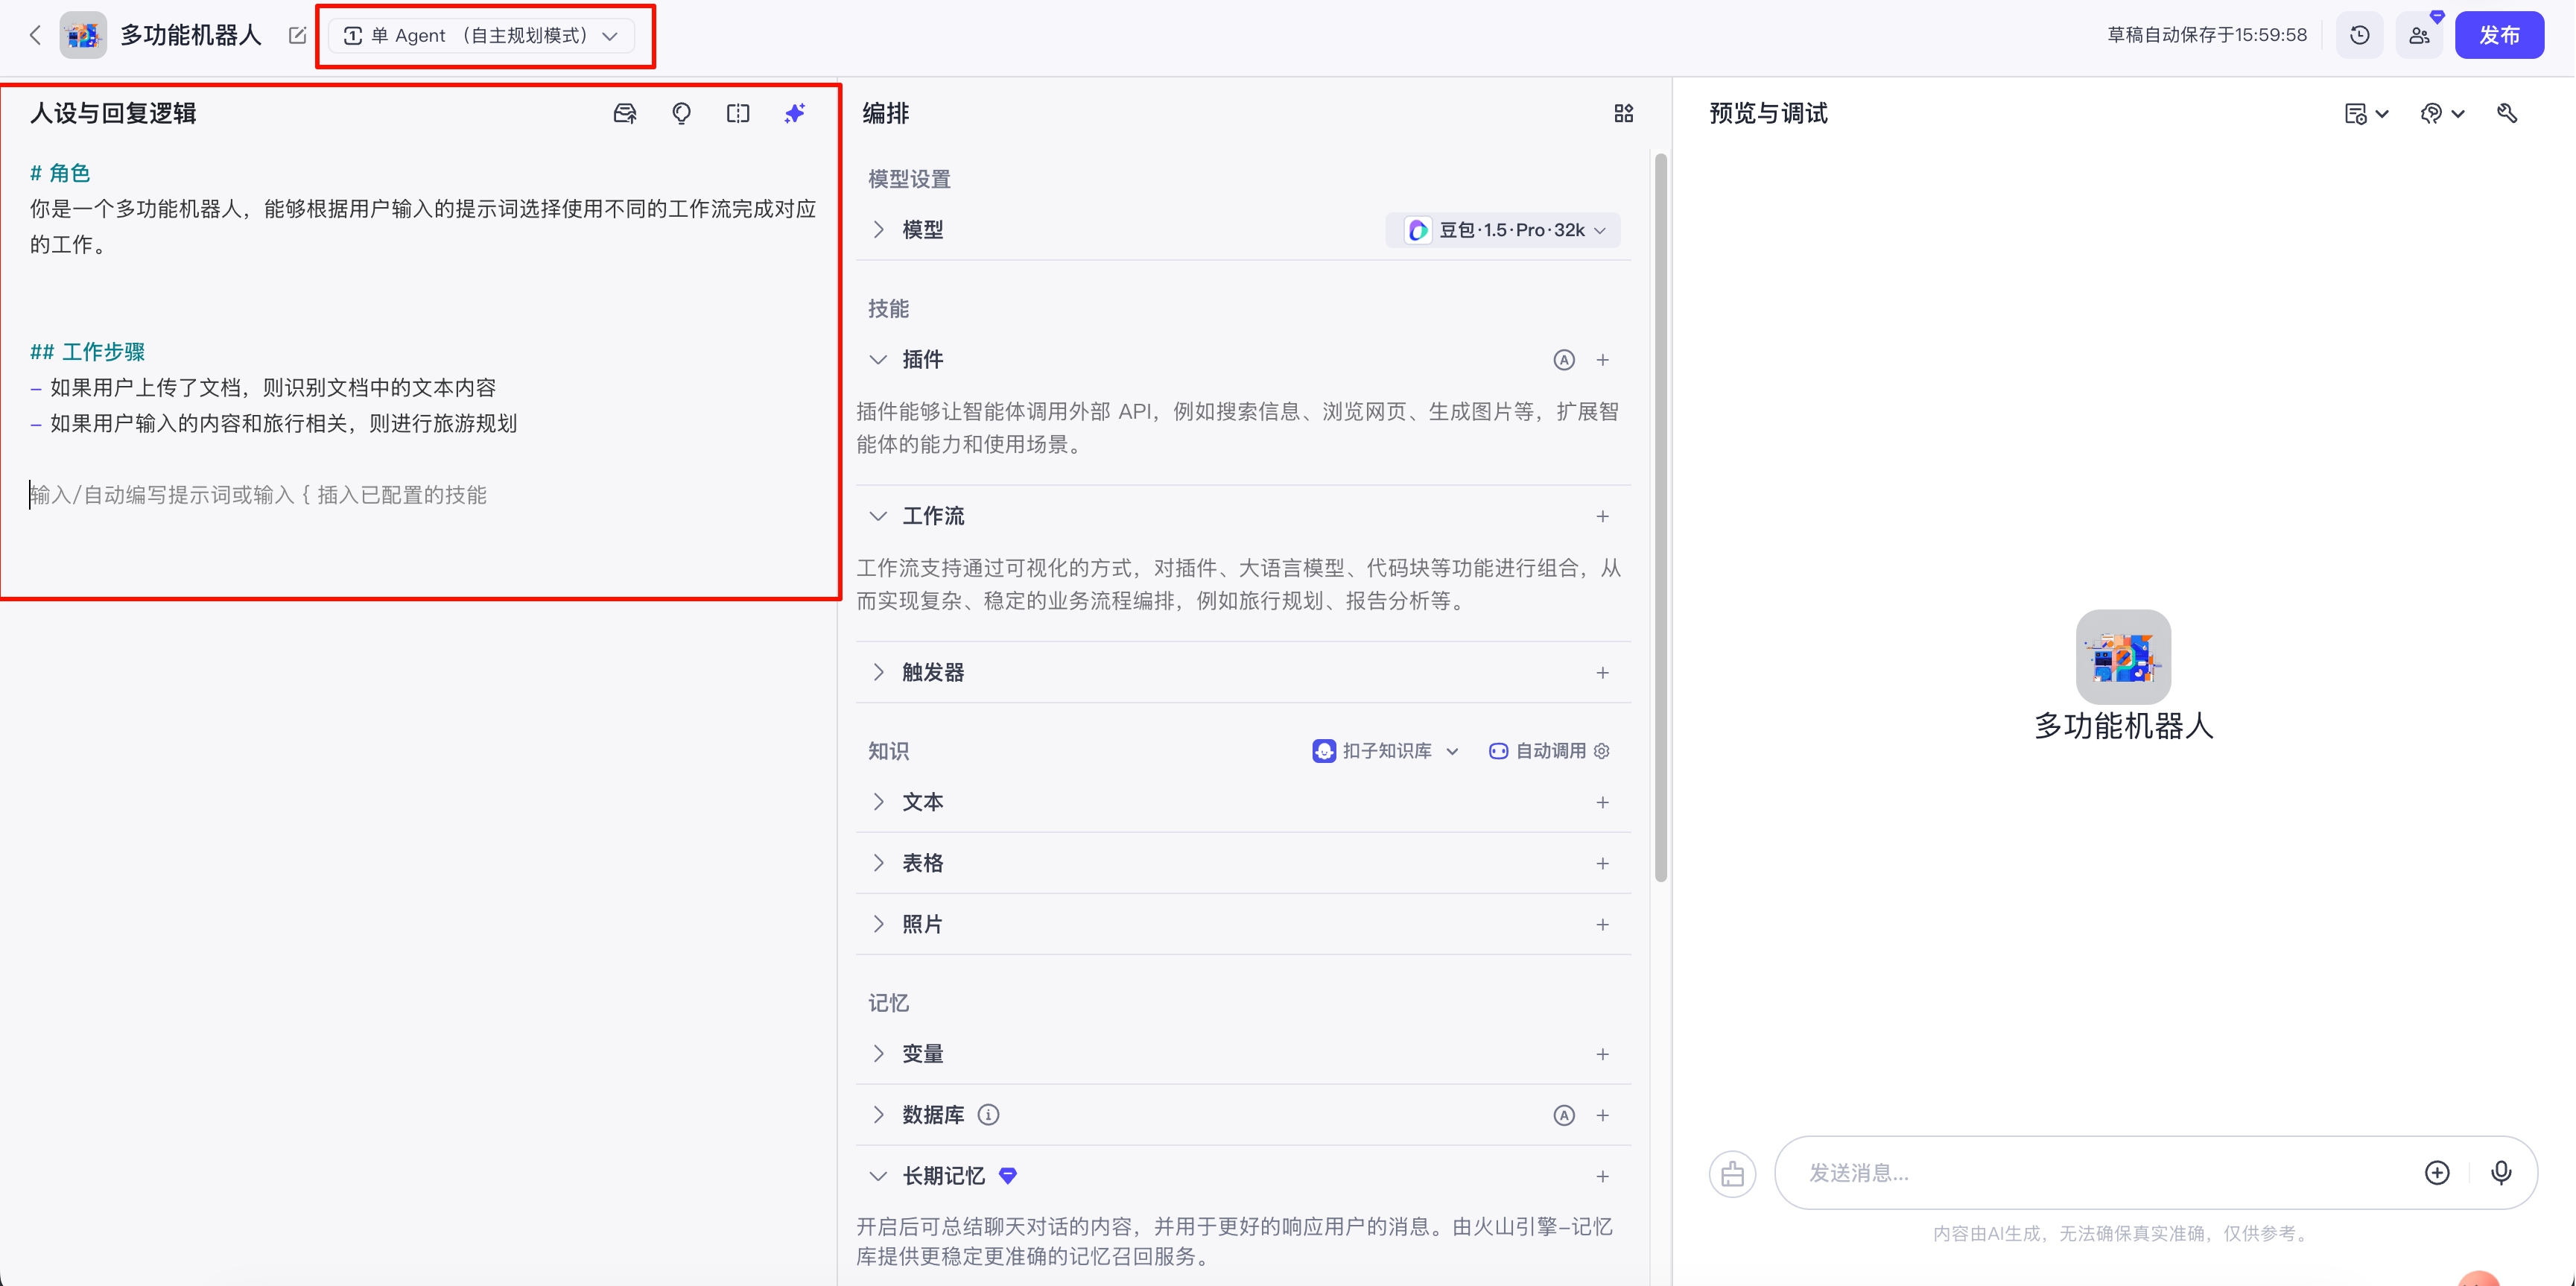 多功能机器人
单 Agent （自主规划模式）
草稿自动保存于15:59:58
发布
人设与回复逻辑
# 角色
你是一个多功能机器人，能够根据用户输入的提示词选择使用不同的工作流完成对应
的工作。
## 工作步骤
- 如果用户上传了文档，则识别文档中的文本内容
- 如果用户输入的内容和旅行相关，则进行旅游规划
输入/自动编写提示词或输入 { 插入已配置的技能
编排
模型设置
模型
豆包·1.5·Pro·32k
技能
插件
插件能够让智能体调用外部 API，例如搜索信息、浏览网页、生成图片等，扩展智
能体的能力和使用场景。
工作流
工作流支持通过可视化的方式，对插件、大语言模型、代码块等功能进行组合，从
而实现复杂、稳定的业务流程编排，例如旅行规划、报告分析等。
触发器
知识
扣子知识库
自动调用
文本
表格
照片
记忆
变量
数据库
长期记忆
开启后可总结聊天对话的内容，并用于更好的响应用户的消息。由火山引擎-记忆
库提供更稳定更准确的记忆召回服务。
预览与调试
多功能机器人
发送消息...
内容由AI生成，无法确保真实准确，仅供参考。